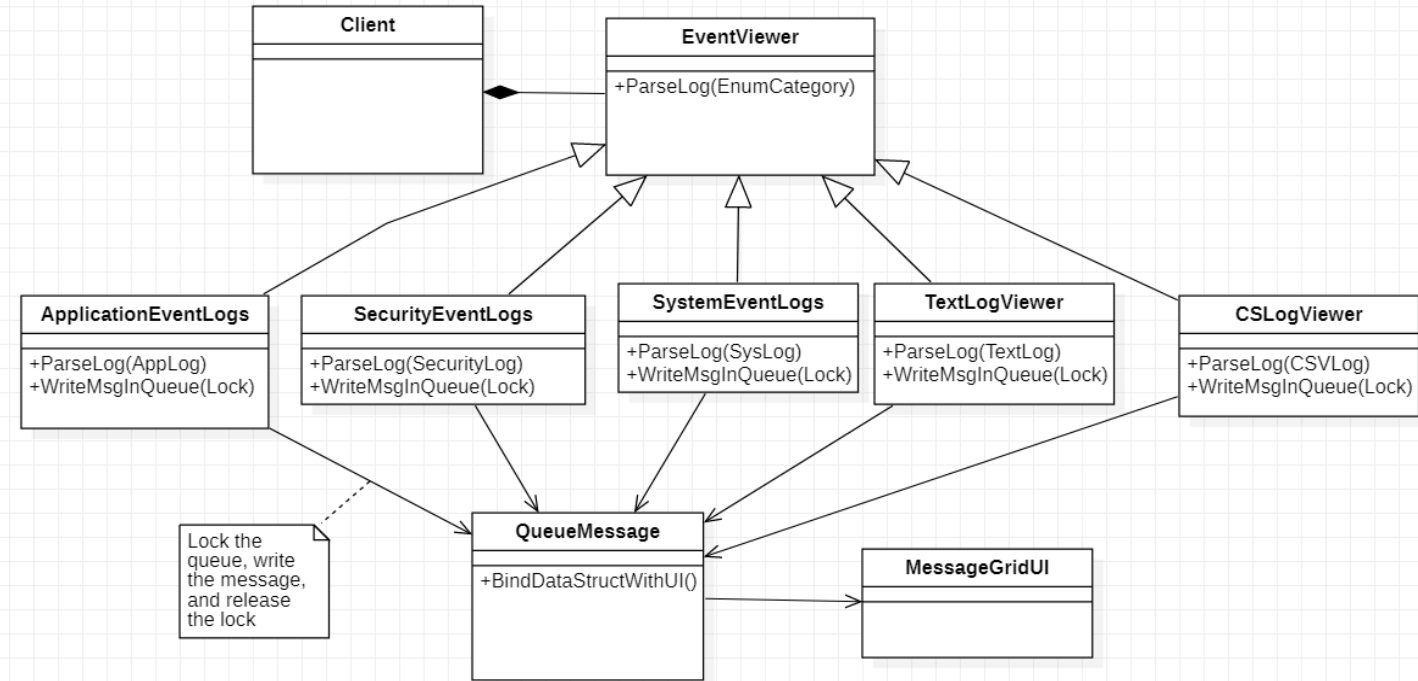 Client
EventViewer
+ParseLog(EnumCategory)
ApplicationEventLogs
+ParseLog(AppLog)
+WriteMsgInQueue(Lock)
SecurityEventLogs
+ParseLog(SecurityLog)
+WriteMsgInQueue(Lock)
SystemEventLogs
+ParseLog(SysLog)
+WriteMsgInQueue(Lock)
TextLogViewer
+ParseLog(TextLog)
+WriteMsgInQueue(Lock)
CSLogViewer
+ParseLog(CSVLog)
+WriteMsgInQueue(Lock)
Lock the
queue, write
the message,
and release
the lock
QueueMessage
+BindDataStructWithUI()
MessageGridUI